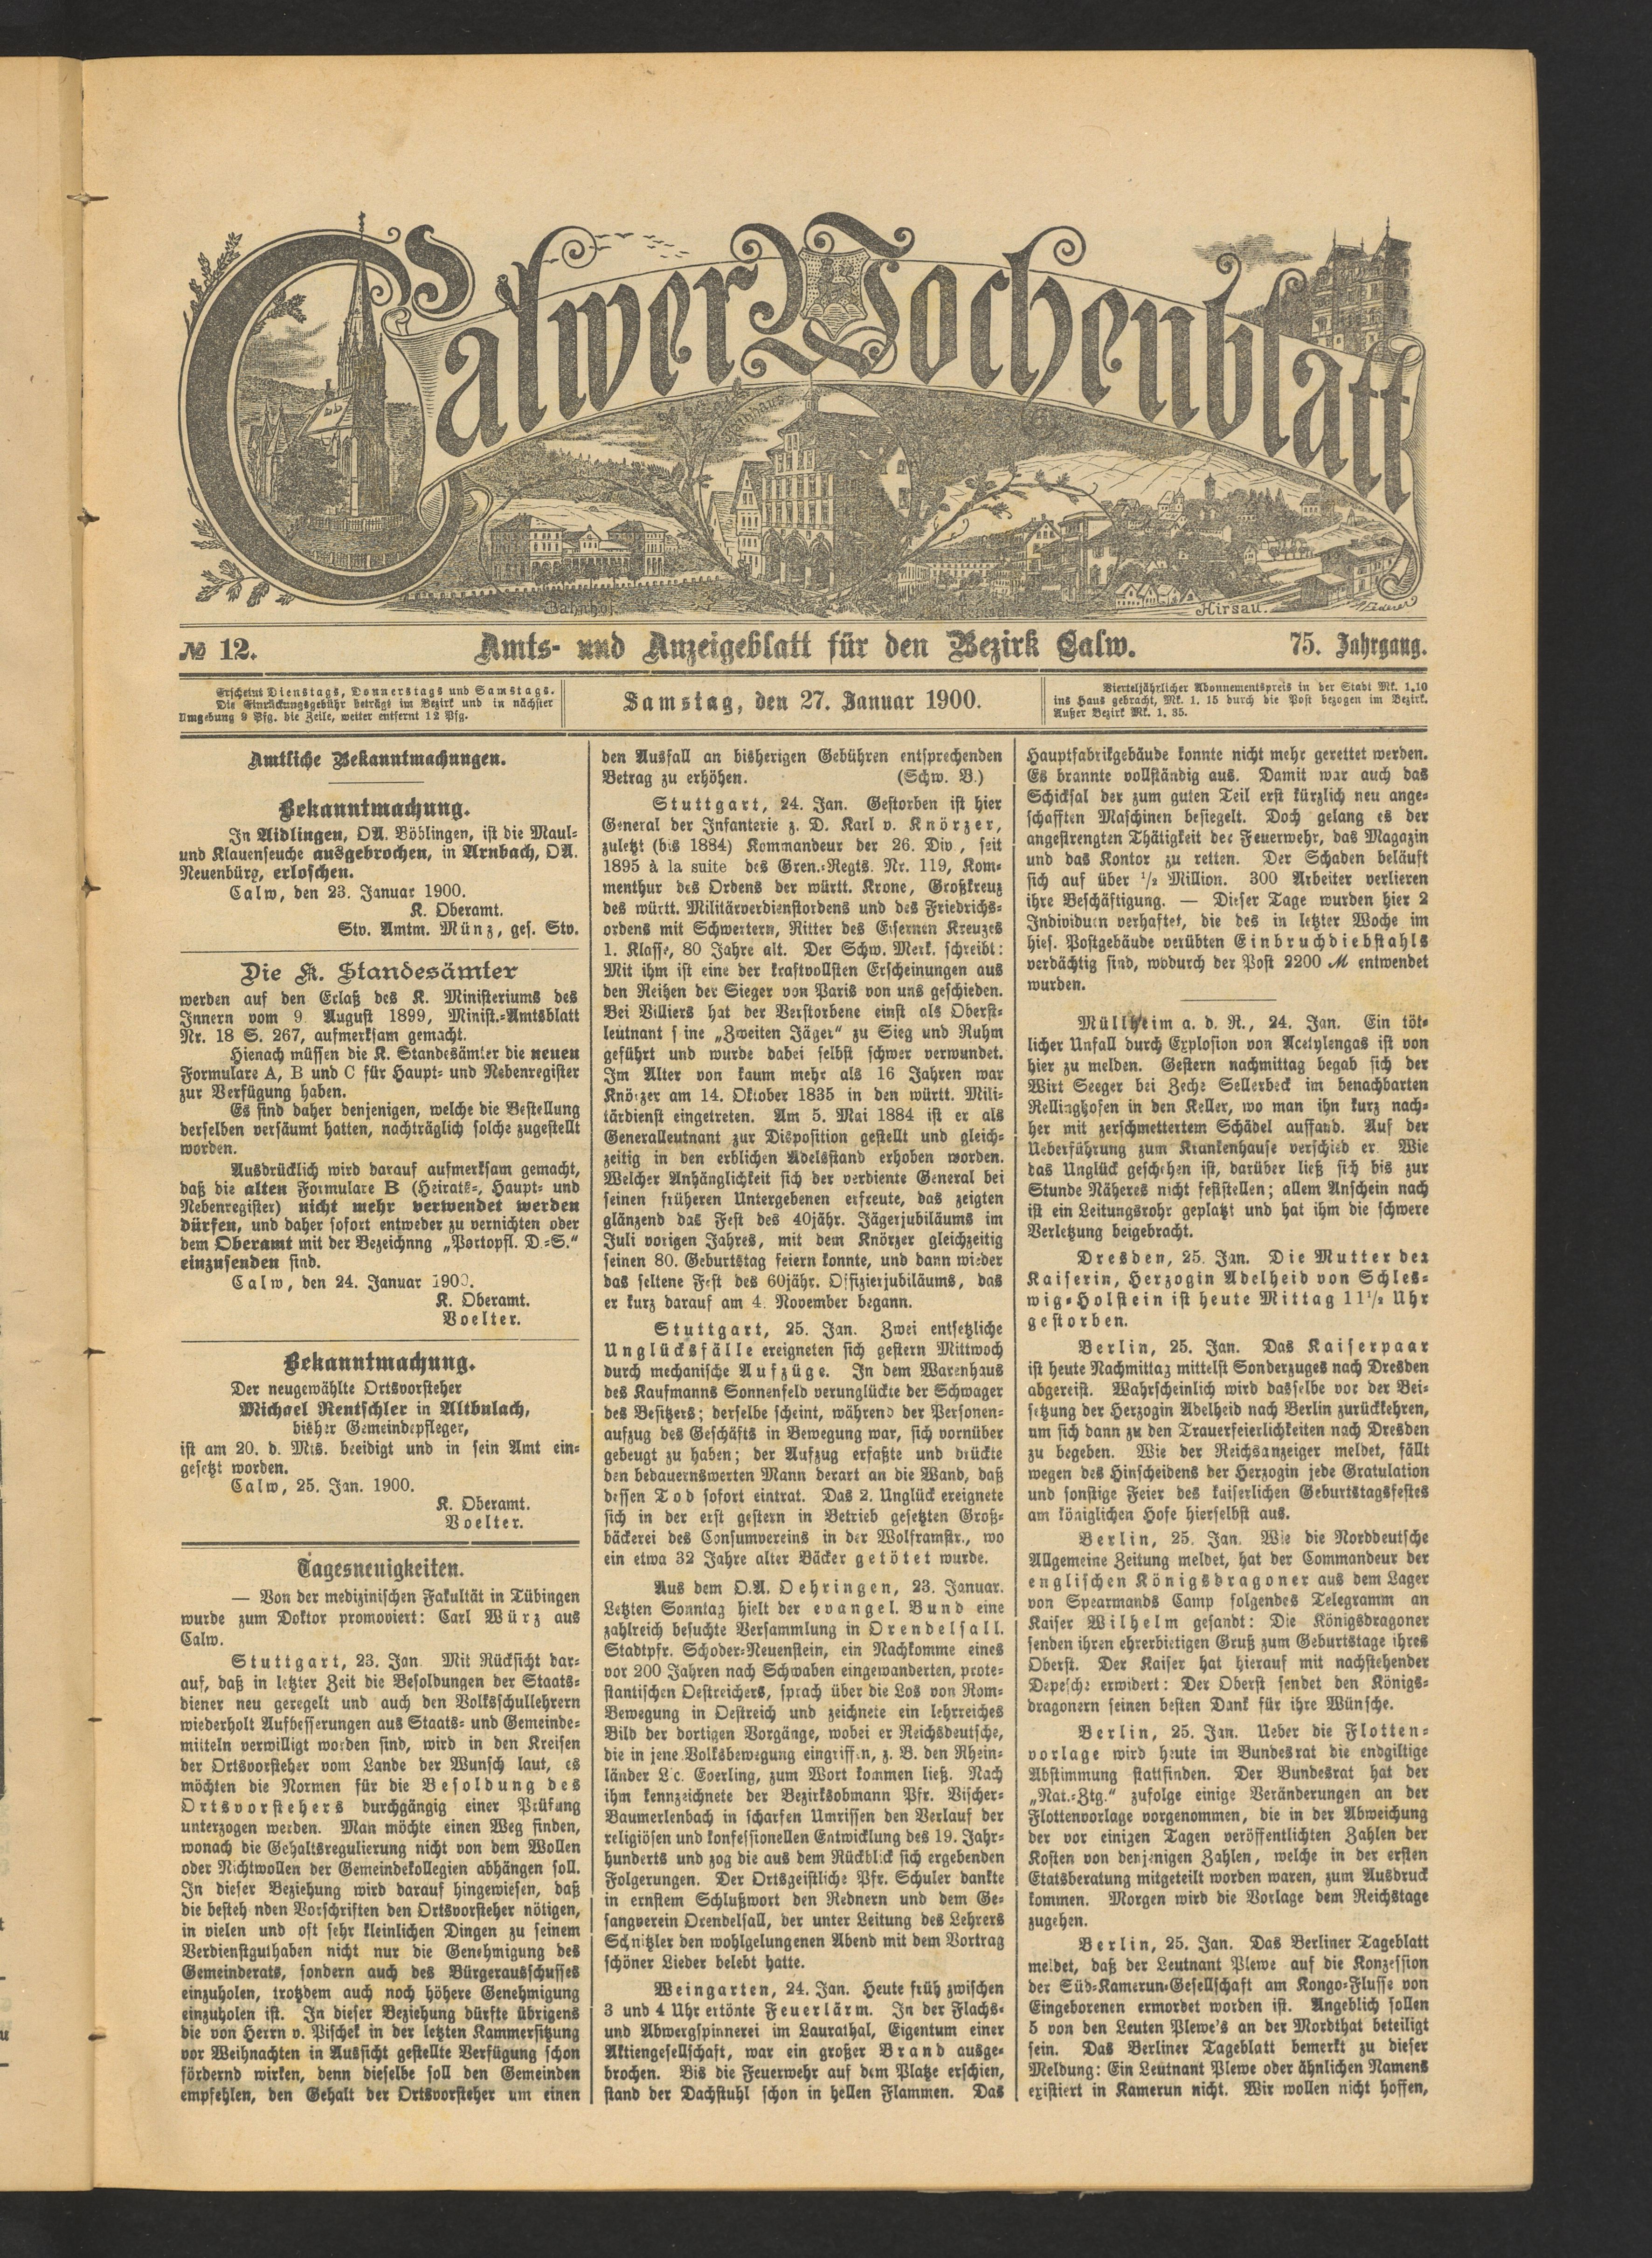 Calwer Wochenblatt
Rathhaus
Bahnhof.
Hirsau.
№ 12.
Amts- und Anzeigeblatt für den Bezirk Calw.
75. Jahrgang.
Erscheint Dienstags, Donnerstags und Samstags.
Die Einrückungsgebühr beträgt im Bezirk und in nächster
Umgebung 9 Pfg. die Zeile, weiter entfernt 12 Pfg.
Samstag, den 27. Januar 1900.
Vierteljährlicher Abonnementspreis in der Stadt Mk. 1.10
ins Haus gebracht, Mk. 1. 15 durch die Post bezogen im Bezirk.
Außer Bezirk Mk. 1. 35.
Amtliche Bekanntmachungen.
Bekanntmachung.
In Aidlingen, OA. Böblingen, ist die Maul-
und Klauenseuche ausgebrochen, in Arnbach, OA.
Neuenbürg, erloschen.
Calw, den 23. Januar 1900.
K. Oberamt.
Stv. Amtm. Münz, ges. Stv.
Die K. Standesämter
werden auf den Erlaß des K. Ministeriums des
Innern vom 9. August 1899, Minist.-Amtsblatt
Nr. 18 S. 267, aufmerksam gemacht.
Hienach müssen die K. Standesämter die neuen
Formulare A, B und C für Haupt- und Nebenregister
zur Verfügung haben.
Es sind daher denjenigen, welche die Bestellung
derselben versäumt hatten, nachträglich solche zugestellt
worden.
Ausdrücklich wird darauf aufmerksam gemacht,
daß die alten Formulare B (Heirats-, Haupt- und
Nebenregister) nicht mehr verwendet werden
dürfen, und daher sofort entweder zu vernichten oder
dem Oberamt mit der Bezeichnng „Portopfl. D.-S.“
einzusenden sind.
Calw, den 24. Januar 1900.
K. Oberamt.
Voelter.
Bekanntmachung.
Der neugewählte Ortsvorsteher
Michael Rentschler in Altbulach,
bisher Gemeindepfleger,
ist am 20. d. Mts. beeidigt und in sein Amt ein-
gesetzt worden.
Calw, 25. Jan. 1900.
K. Oberamt.
Voelter.
Tagesneuigkeiten.
— Von der medizinischen Fakultät in Tübingen
wurde zum Doktor promoviert: Carl Würz aus
Calw.
Stuttgart, 23. Jan. Mit Rücksicht dar-
auf, daß in letzter Zeit die Besoldungen der Staats-
diener neu geregelt und auch den Volksschullehrern
wiederholt Aufbesserungen aus Staats- und Gemeinde-
mitteln verwilligt worden sind, wird in den Kreisen
der Ortsvorsteher vom Lande der Wunsch laut, es
möchten die Normen für die Besoldung des
Ortsvorstehers durchgängig einer Prüfung
unterzogen werden. Man möchte einen Weg finden,
wonach die Gehaltsregulierung nicht von dem Wollen
oder Nichtwollen der Gemeindekollegien abhängen soll.
In dieser Beziehung wird darauf hingewiesen, daß
die besteh nden Vorschriften den Ortsvorsteher nötigen,
in vielen und oft sehr kleinlichen Dingen zu seinem
Verdienstguthaben nicht nur die Genehmigung des
Gemeinderats, sondern auch des Bürgerausschusses
einzuholen, trotzdem auch noch höhere Genehmigung
einzuholen ist. In dieser Beziehung dürfte übrigens
die von Herrn v. Pischek in der letzten Kammersitzung
vor Weihnachten in Aussicht gestellte Verfügung schon
fördernd wirken, denn dieselbe soll den Gemeinden
empfehlen, den Gehalt der Ortsvorsteher um einen
den Ausfall an bisherigen Gebühren entsprechenden
Betrag zu erhöhen. (Schw. B.)
Stuttgart, 24. Jan. Gestorben ist hier
General der Infanterie z. D. Karl v. Knörzer,
zuletzt (bis 1884) Kommandeur der 26. Div., seit
1895 à la suite des Gren.-Regts. Nr. 119, Kom-
menthur des Ordens der württ. Krone, Großkreuz
des württ. Militärverdienstordens und des Friedrichs-
ordens mit Schwertern, Ritter des Eisernen Kreuzes
1. Klasse, 80 Jahre alt. Der Schw. Merk. schreibt:
Mit ihm ist eine der kraftvollsten Erscheinungen aus
den Reihen der Sieger von Paris von uns geschieden.
Bei Villiers hat der Verstorbene einst als Oberst-
leutnant s ine „Zweiten Jäger“ zu Sieg und Ruhm
geführt und wurde dabei selbst schwer verwundet.
Im Alter von kaum mehr als 16 Jahren war
Knörzer am 14. Oktober 1835 in den württ. Mili-
tärdienst eingetreten. Am 5. Mai 1884 ist er als
Generalleutnant zur Disposition gestellt und gleich-
zeitig in den erblichen Adelsstand erhoben worden.
Welcher Anhänglichkeit sich der verdiente General bei
seinen früheren Untergebenen erfreute, das zeigten
glänzend das Fest des 40jähr. Jägerjubiläums im
Juli vorigen Jahres, mit dem Knörzer gleichzeitig
seinen 80. Geburtstag feiern konnte, und dann wieder
das seltene Fest des 60jähr. Offizierjubiläums, das
er kurz darauf am 4. November begann.
Stuttgart, 25. Jan. Zwei entsetzliche
Unglücksfälle ereigneten sich gestern Mittwoch
durch mechanische Aufzüge. In dem Warenhaus
des Kaufmanns Sonnenfeld verunglückte der Schwager
des Besitzers; derselbe scheint, während der Personen-
aufzug des Geschäfts in Bewegung war, sich vornüber
gebeugt zu haben; der Aufzug erfaßte und drückte
den bedauernswerten Mann derart an die Wand, daß
dessen Tod sofort eintrat. Das 2. Unglück ereignete
sich in der erst gestern in Betrieb gesetzten Groß-
bäckerei des Consumvereins in der Wolframstr., wo
ein etwa 32 Jahre alter Bäcker getötet wurde.
Aus dem O.A. Oehringen, 23. Januar.
Letzten Sonntag hielt der evangel. Bund eine
zahlreich besuchte Versammlung in Orendelsall.
Stadtpfr. Schoder-Neuenstein, ein Nachkomme eines
vor 200 Jahren nach Schwaben eingewanderten, prote-
stantischen Oestreichers, sprach über die Los von Rom-
Bewegung in Oestreich und zeichnete ein lehrreiches
Bild der dortigen Vorgänge, wobei er Reichsdeutsche,
die in jene Volksbewegung eingriffen, z. B. den Rhein-
länder Lic. Everling, zum Wort kommen ließ. Nach
ihm kennzeichnete der Bezirksobmann Pfr. Vischer-
Baumerlenbach in scharfen Umrissen den Verlauf der
religiösen und konfessionellen Entwicklung des 19. Jahr-
hunderts und zog die aus dem Rückblick sich ergebenden
Folgerungen. Der Ortsgeistliche Pfr. Schuler dankte
in ernstem Schlußwort den Rednern und dem Ge-
sangverein Orendelsall, der unter Leitung des Lehrers
Schnitzler den wohlgelungenen Abend mit dem Vortrag
schöner Lieder belebt hatte.
Weingarten, 24. Jan. Heute früh zwischen
3 und 4 Uhr ertönte Feuerlärm. In der Flachs-
und Abwergspinnerei im Laurathal, Eigentum einer
Aktiengesellschaft, war ein großer Brand ausge-
brochen. Bis die Feuerwehr auf dem Platze erschien,
stand der Dachstuhl schon in hellen Flammen. Das
Hauptfabrikgebäude konnte nicht mehr gerettet werden.
Es brannte vollständig aus. Damit war auch das
Schicksal der zum guten Teil erst kürzlich neu ange-
schafften Maschinen besiegelt. Doch gelang es der
angestrengten Thätigkeit der Feuerwehr, das Magazin
und das Kontor zu retten. Der Schaden beläuft
sich auf über ½ Million. 300 Arbeiter verlieren
ihre Beschäftigung. — Dieser Tage wurden hier 2
Individuen verhaftet, die des in letzter Woche im
hies. Postgebäude verübten Einbruchdiebstahls
verdächtig sind, wodurch der Post 2200 M entwendet
wurden.
Müllheim a. d. R., 24. Jan. Ein töt-
licher Unfall durch Explosion von Acetylengas ist von
hier zu melden. Gestern nachmittag begab sich der
Wirt Seeger bei Zeche Sellerbeck im benachbarten
Rellinghofen in den Keller, wo man ihn kurz nach-
her mit zerschmettertem Schädel auffand. Auf der
Ueberführung zum Krankenhause verschied er. Wie
das Unglück geschehen ist, darüber ließ sich bis zur
Stunde Näheres nicht feststellen; allem Anschein nach
ist ein Leitungsrohr geplatzt und hat ihm die schwere
Verletzung beigebracht.
Dresden, 25. Jan. Die Mutter der
Kaiserin, Herzogin Adelheid von Schles-
wig-Holstein ist heute Mittag 11½ Uhr
gestorben.
Berlin, 25. Jan. Das Kaiserpaar
ist heute Nachmittag mittelst Sonderzuges nach Dresden
abgereist. Wahrscheinlich wird dasselbe vor der Bei-
setzung der Herzogin Adelheid nach Berlin zurückkehren,
um sich dann zu den Trauerfeierlichkeiten nach Dresden
zu begeben. Wie der Reichsanzeiger meldet, fällt
wegen des Hinscheidens der Herzogin jede Gratulation
und sonstige Feier des kaiserlichen Geburtstagsfestes
am königlichen Hofe hierselbst aus.
Berlin, 25. Jan. Wie die Norddeutsche
Allgemeine Zeitung meldet, hat der Commandeur der
englischen Königsdragoner aus dem Lager
von Spearmands Camp folgendes Telegramm an
Kaiser Wilhelm gesandt: Die Königsdragoner
senden ihren ehrerbietigen Gruß zum Geburtstage ihres
Oberst. Der Kaiser hat hierauf mit nachstehender
Depesche erwidert: Der Oberst sendet den Königs-
dragonern seinen besten Dank für ihre Wünsche.
Berlin, 25. Jan. Ueber die Flotten-
vorlage wird heute im Bundesrat die endgiltige
Abstimmung stattfinden. Der Bundesrat hat der
„Nat.-Ztg.“ zufolge einige Veränderungen an der
Flottenvorlage vorgenommen, die in der Abweichung
der vor einigen Tagen veröffentlichten Zahlen der
Kosten von denjenigen Zahlen, welche in der ersten
Etatsberatung mitgeteilt worden waren, zum Ausdruck
kommen. Morgen wird die Vorlage dem Reichstage
zugehen.
Berlin, 25. Jan. Das Berliner Tageblatt
meldet, daß der Leutnant Plewe auf die Konzession
der Süd-Kamerun-Gesellschaft am Kongo-Flusse von
Eingeborenen ermordet worden ist. Angeblich sollen
5 von den Leuten Plewe's an der Mordthat beteiligt
sein. Das Berliner Tageblatt bemerkt zu dieser
Meldung: Ein Leutnant Plewe oder ähnlichen Namens
existiert in Kamerun nicht. Wir wollen nicht hoffen,